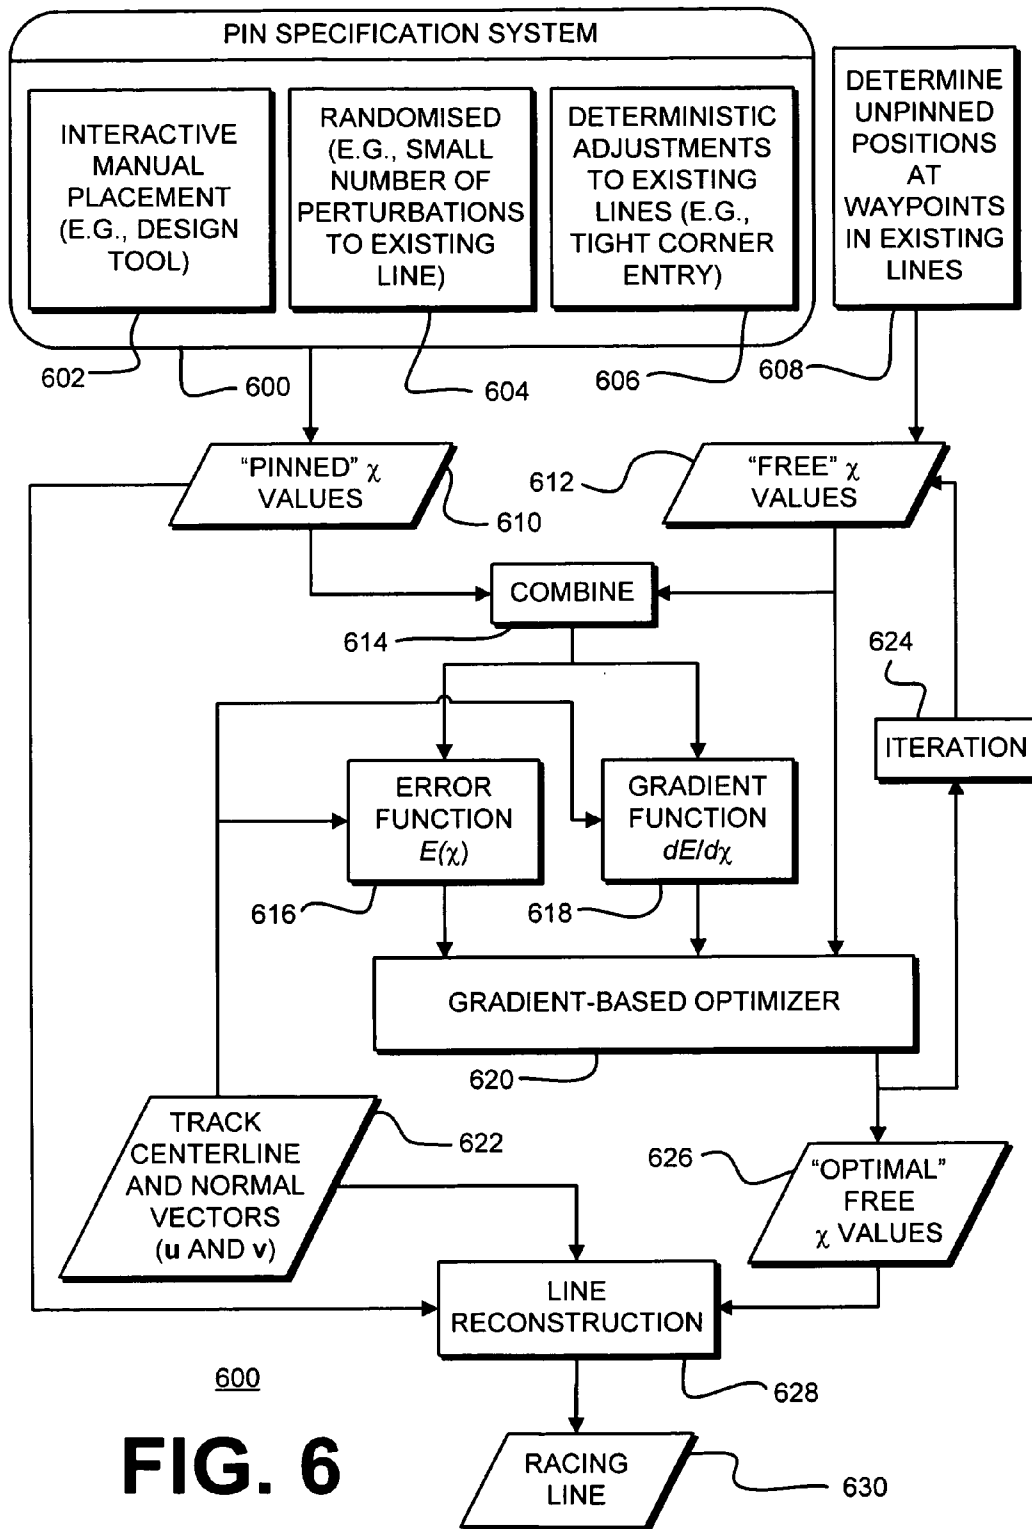 PIN SPECIFICATION SYSTEM
INTERACTIVE
MANUAL
PLACEMENT
(E.G., DESIGN
TOOL)
RANDOMISED
(E.G., SMALL
NUMBER OF
PERTURBATIONS
TO EXISTING
LINE)
DETERMINISTIC
ADJUSTMENTS
TO EXISTING
LINES (E.G.,
TIGHT CORNER
ENTRY)
DETERMINE
UNPINNED
POSITIONS
AT
WAYPOINTS
IN EXISTING
LINES
602
600
604
606
608
“PINNED” χ
VALUES
610
612
“FREE” χ
VALUES
COMBINE
614
624
ITERATION
ERROR
FUNCTION
E(χ)
616
GRADIENT
FUNCTION
dE/dχ
618
GRADIENT-BASED OPTIMIZER
620
TRACK
CENTERLINE
AND NORMAL
VECTORS
(u AND v)
622
626
“OPTIMAL”
FREE
χ VALUES
LINE
RECONSTRUCTION
628
600
FIG. 6
RACING
LINE
630